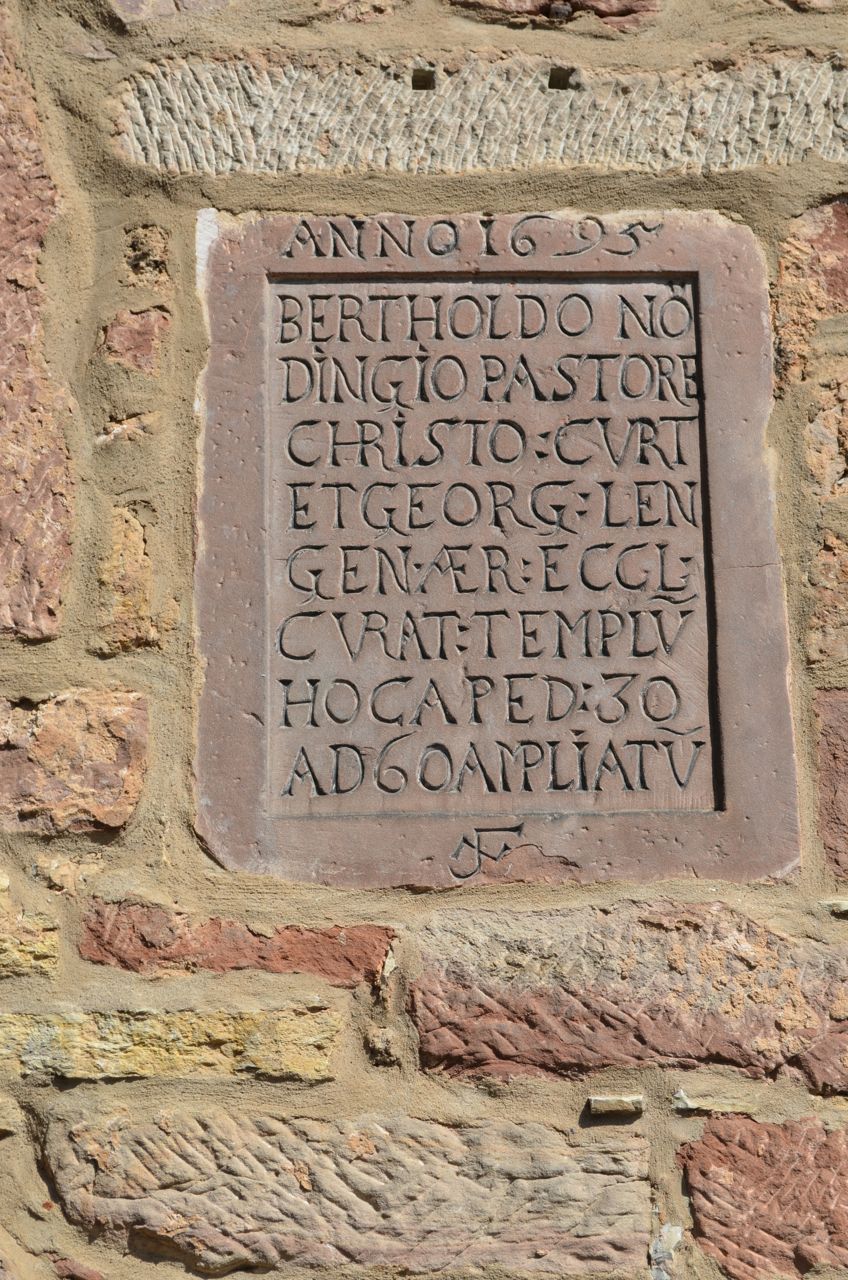 ANNO 1695
BERTHOLDO NÖ
DINGIO PASTORE
CHRISTO: CVRT
ET GEORG: LEN
GEN: ÆR: ECCL:
CVRAT: TEMPLV̄
HOC A PED: 30
AD 60 AMPLIATV̄